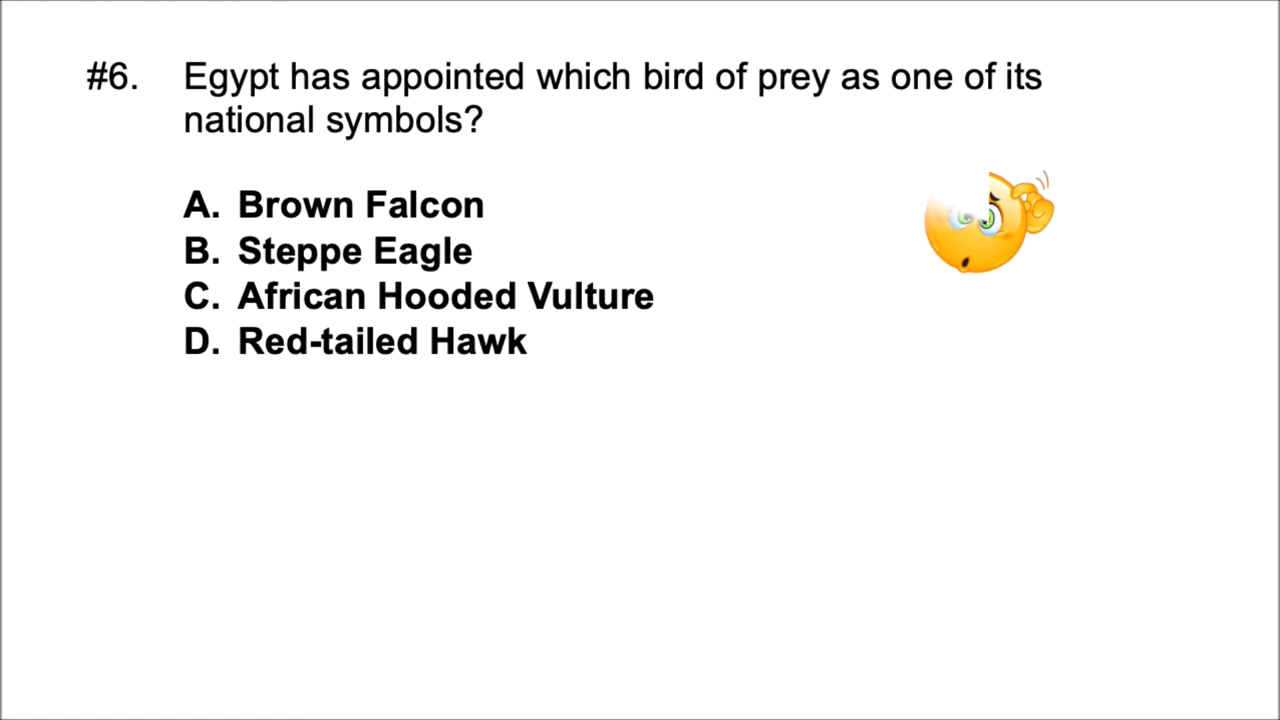 #6. Egypt has appointed which bird of prey as one of its
national symbols?
A. Brown Falcon
B. Steppe Eagle
C. African Hooded Vulture
D. Red-tailed Hawk